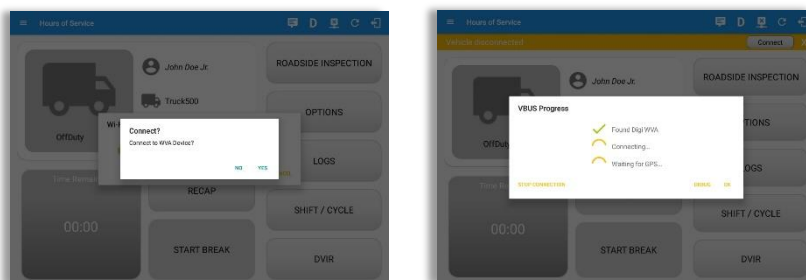 Hours of Service
D
John Doe Jr.
Truck500
OffDuty
ROADSIDE INSPECTION
OPTIONS
LOGS
SHIFT / CYCLE
DVIR
Connect?
Connect to WVA Device?
NO YES
RECAP
00:00
START BREAK
Hours of Service
D
Vehicle disconnected
Connect
John Doe Jr.
ROADSIDE INSPECTION
VBUS Progress
Found Digi WVA
Connecting...
Waiting for GPS...
STOP CONNECTION
OK
SHIFT / CYCLE
00:00
START BREAK
DVIR